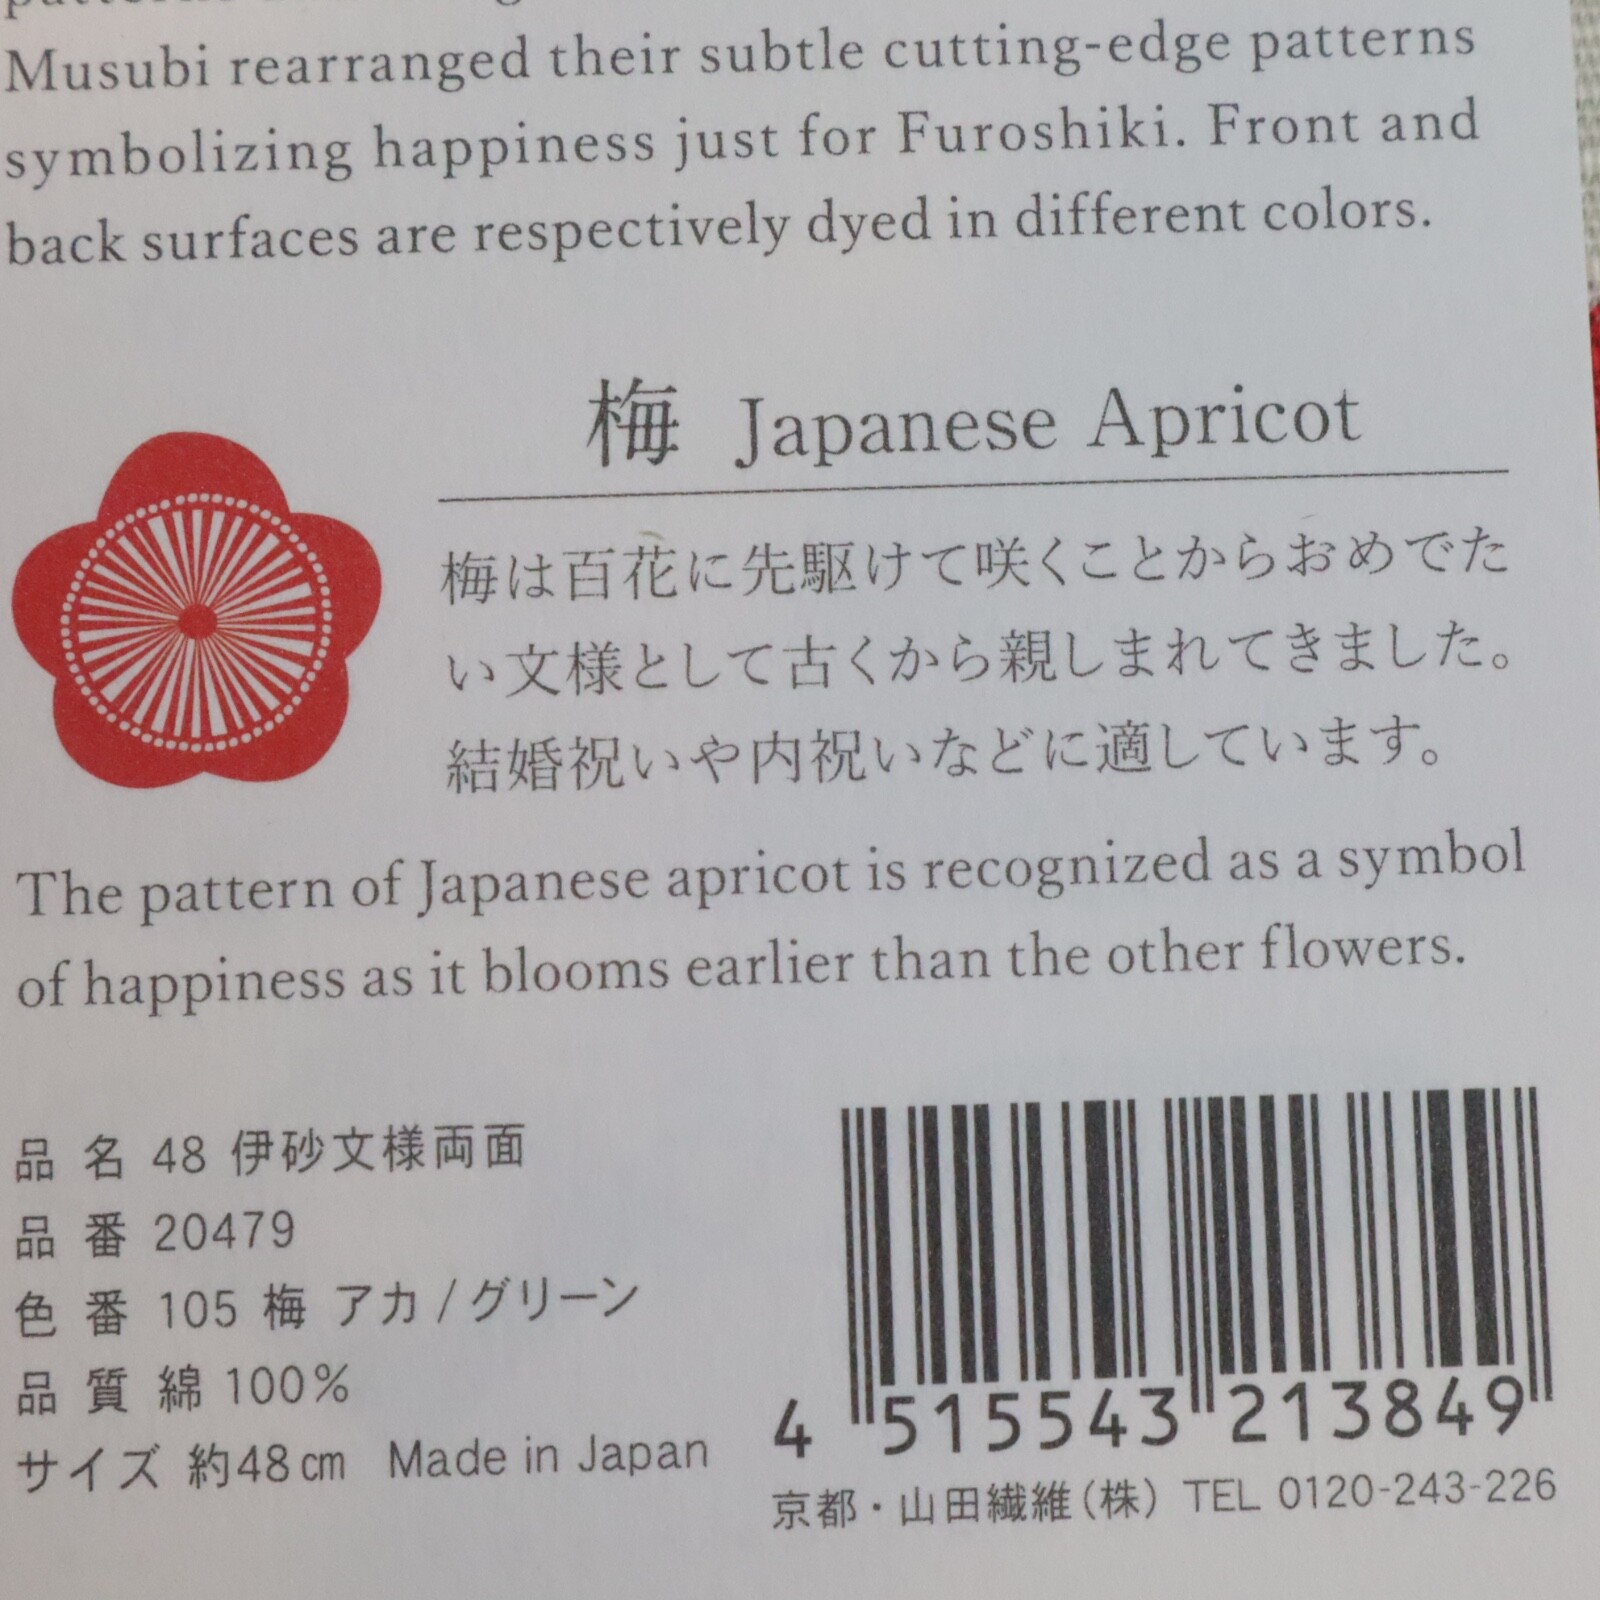 Musubi rearranged their subtle cutting-edge patterns
symbolizing happiness just for Furoshiki. Front and
back surfaces are respectively dyed in different colors.
梅 Japanese Apricot
梅は百花に先駆けて咲くことからおめでた
い文様として古くから親しまれてきました。
結婚祝いや内祝いなどに適しています。
The pattern of Japanese apricot is recognized as a symbol
of happiness as it blooms earlier than the other flowers.
品 名 48 伊砂文様両面
品 番 20479
色 番 105 梅 アカ/グリーン
品 質 綿 100%
サイズ 約48㎝ Made in Japan
4 515543 213849
京都・山田繊維(株) TEL 0120-243-226